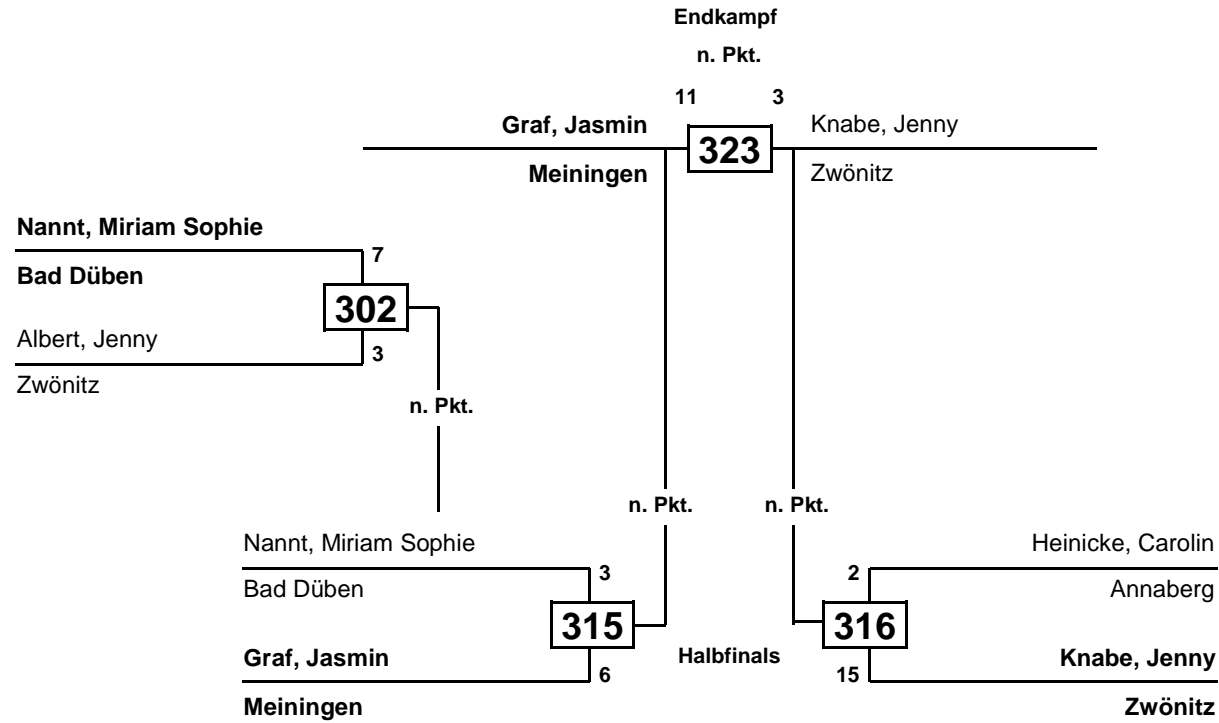 Endkampf
n. Pkt.
11 3
Graf, Jasmin 323 Knabe, Jenny
Meiningen Zwönitz
Nannt, Miriam Sophie
7
Bad Düben
302
Albert, Jenny
3
Zwönitz
n. Pkt.
n. Pkt. n. Pkt.
Nannt, Miriam Sophie Heinicke, Carolin
3 2
Bad Düben Annaberg
315 316
Graf, Jasmin Halbfinals Knabe, Jenny
6 15
Meiningen Zwönitz